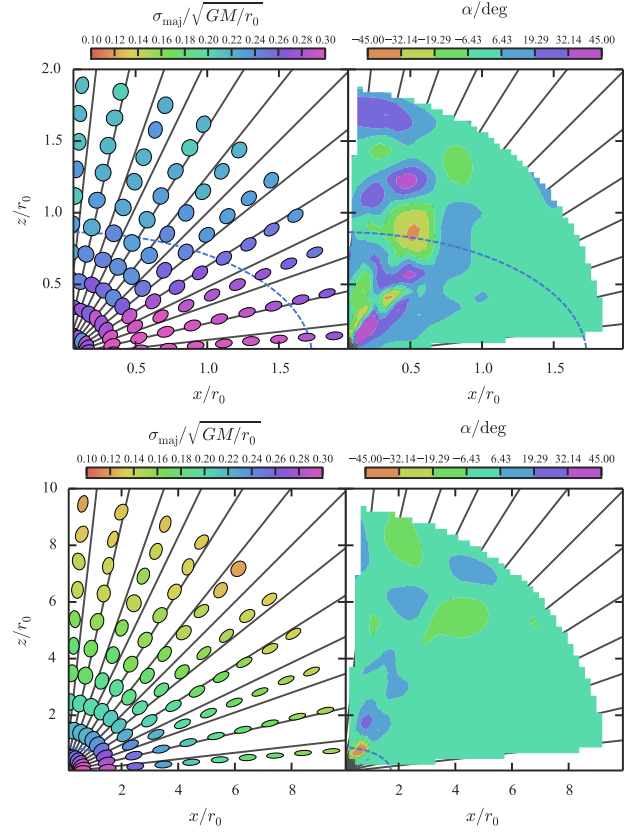 σ_maj/√GM/r₀ α/deg
0.10 0.12 0.14 0.16 0.18 0.20 0.22 0.24 0.26 0.28 0.30 −45.00 −32.14 −19.29 −6.43 6.43 19.29 32.14 45.00
2.0
1.5
1.0
0.5
z/r₀
0.5 1.0 1.5 0.5 1.0 1.5
x/r₀ x/r₀
σ_maj/√GM/r₀ α/deg
0.10 0.12 0.14 0.16 0.18 0.20 0.22 0.24 0.26 0.28 0.30 −45.00 −32.14 −19.29 −6.43 6.43 19.29 32.14 45.00
10
8
6
4
2
z/r₀
2 4 6 8 2 4 6 8
x/r₀ x/r₀